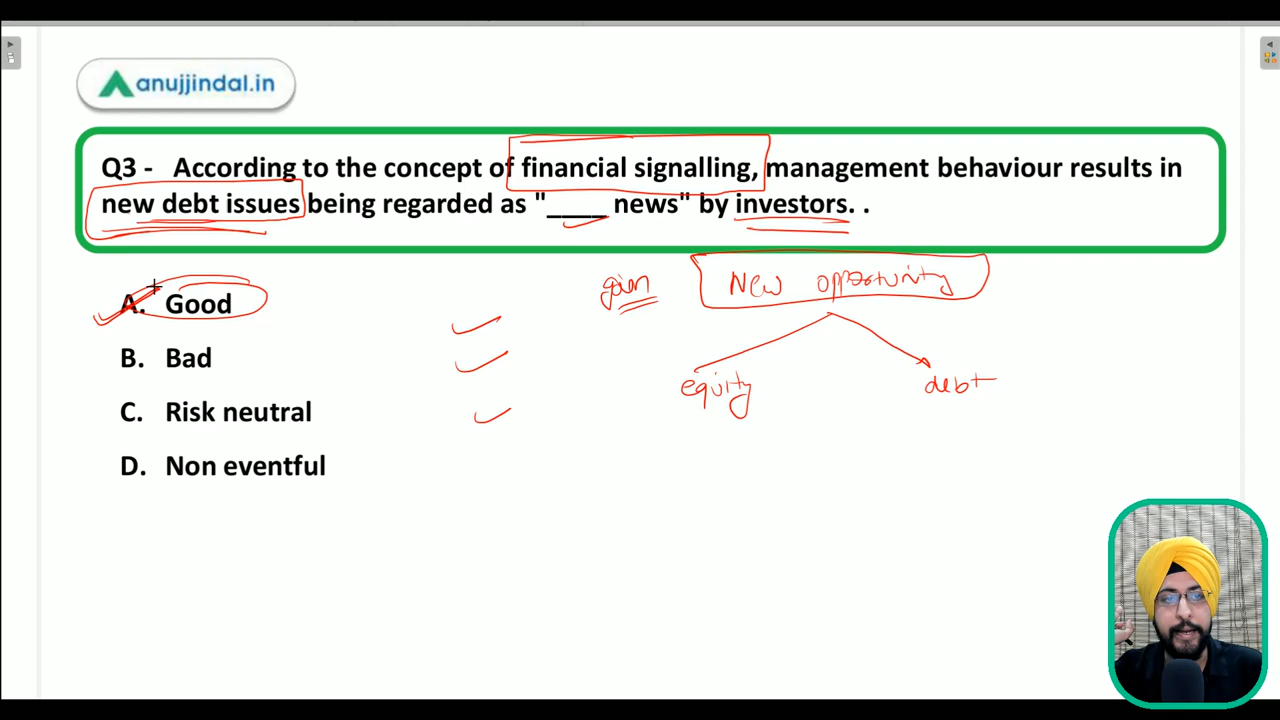 anujjindal.in
Q3 - According to the concept of financial signalling, management behaviour results in
new debt issues being regarded as "____ news" by investors. .
gain New opportunity
A. Good
B. Bad
equity debt
C. Risk neutral
D. Non eventful